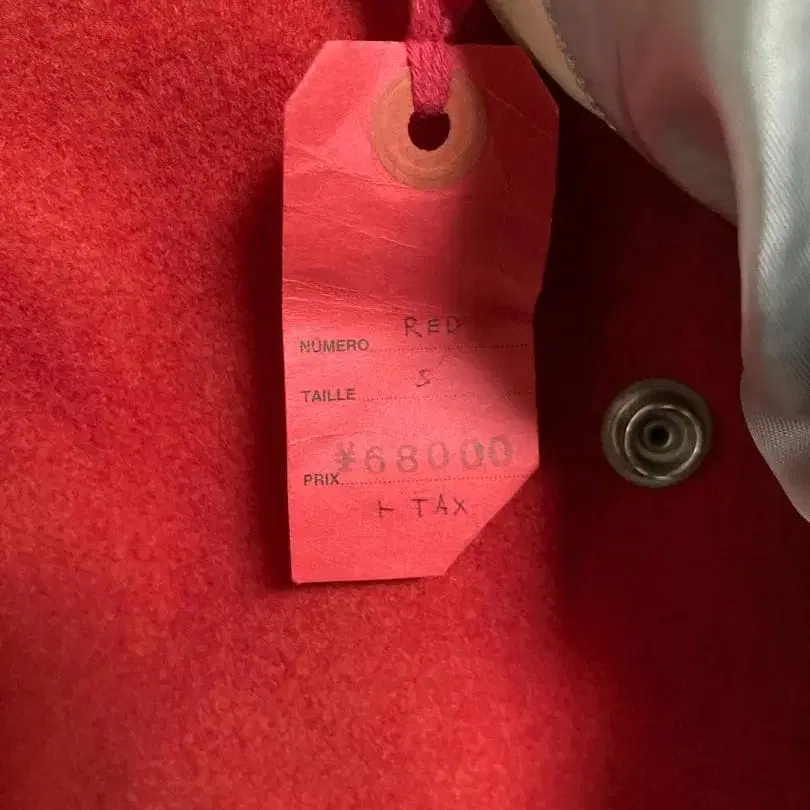 NUMERO RED
TAILLE S
PRIX ¥68000
+ TAX